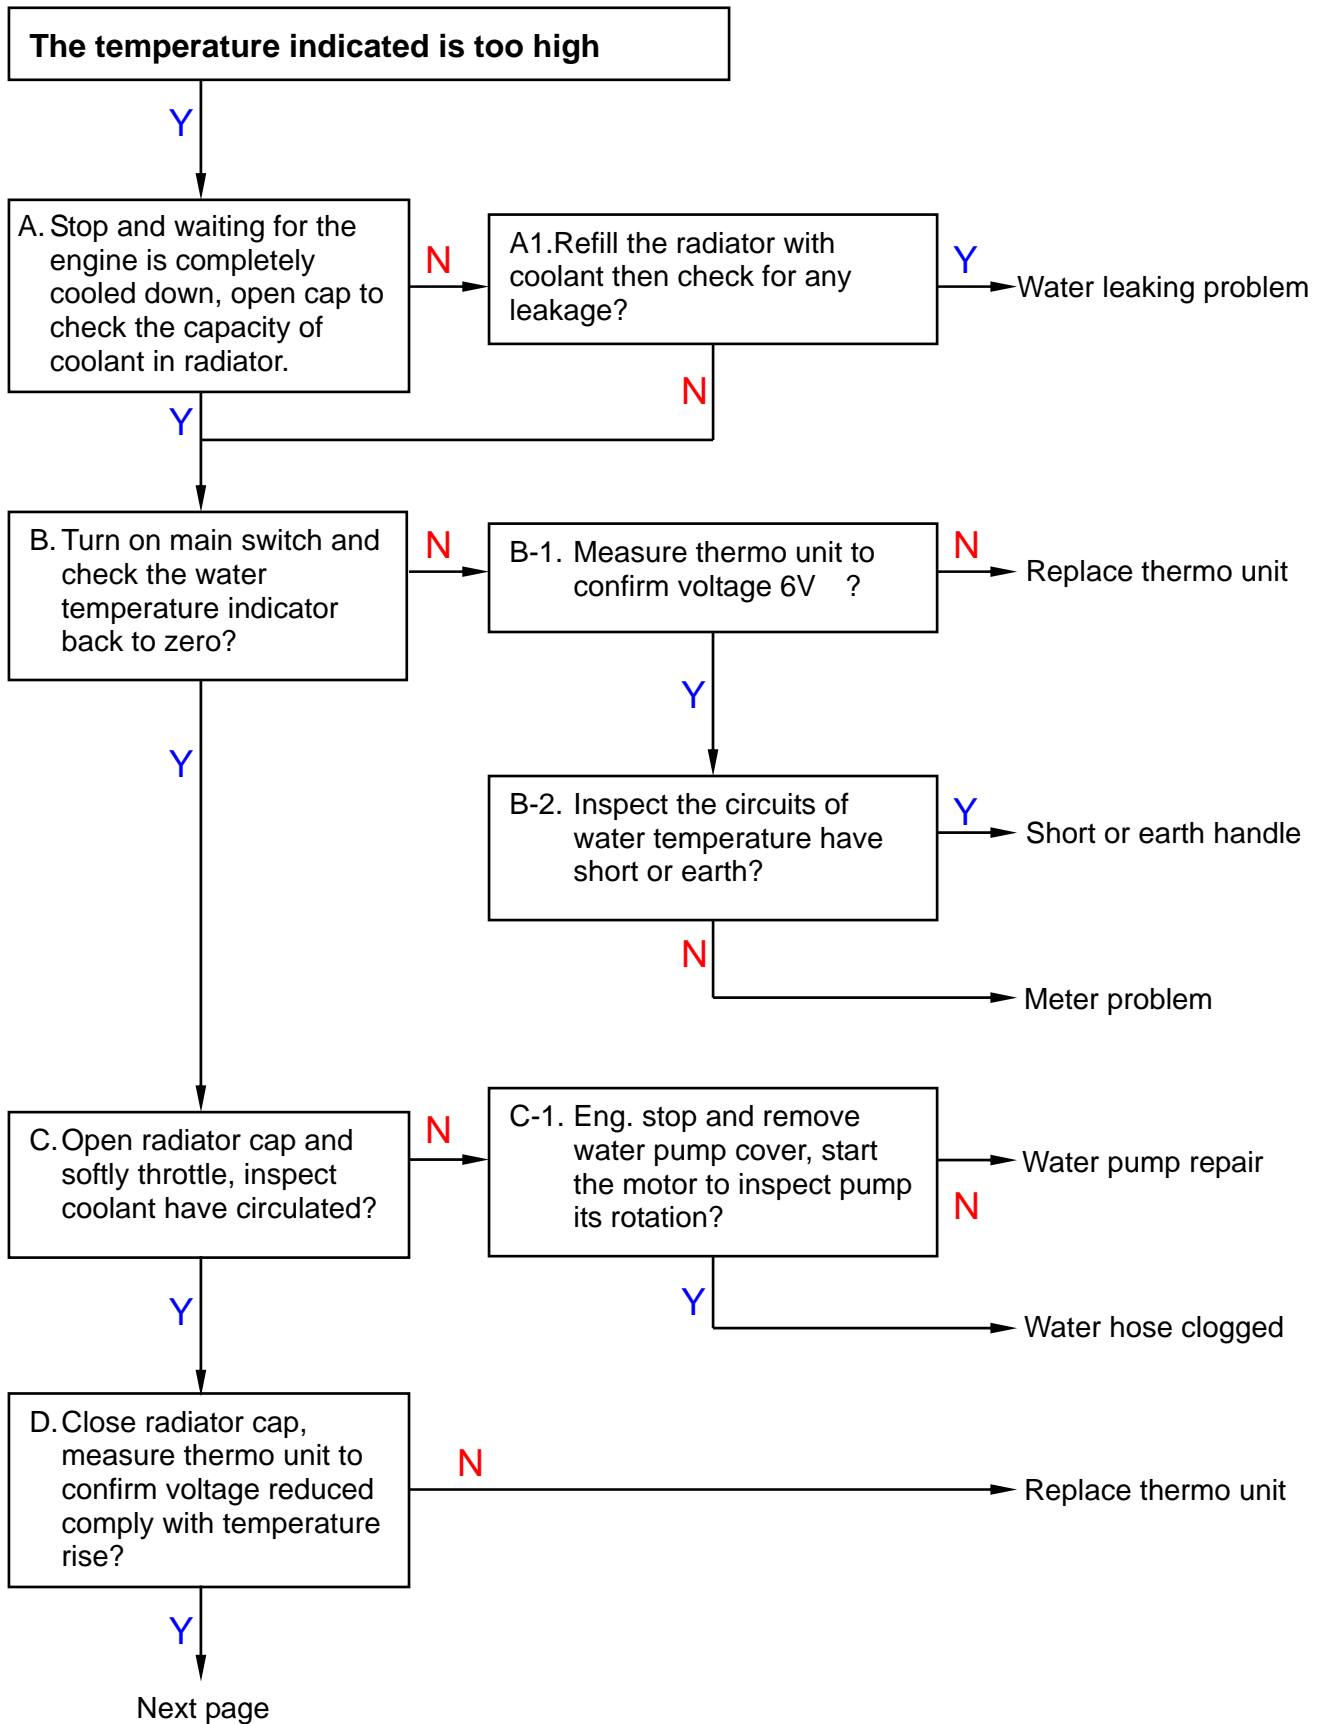 The temperature indicated is too high
Y
A. Stop and waiting for the
engine is completely
cooled down, open cap to
check the capacity of
coolant in radiator.
N
A1.Refill the radiator with
coolant then check for any
leakage?
Y
Water leaking problem
N
Y
B. Turn on main switch and
check the water
temperature indicator
back to zero?
N
B-1. Measure thermo unit to
confirm voltage 6V ?
N
Replace thermo unit
Y
Y
B-2. Inspect the circuits of
water temperature have
short or earth?
Y
Short or earth handle
N
Meter problem
C. Open radiator cap and
softly throttle, inspect
coolant have circulated?
N
C-1. Eng. stop and remove
water pump cover, start
the motor to inspect pump
its rotation?
Water pump repair
N
Y
Water hose clogged
Y
D. Close radiator cap,
measure thermo unit to
confirm voltage reduced
comply with temperature
rise?
N
Replace thermo unit
Y
Next page